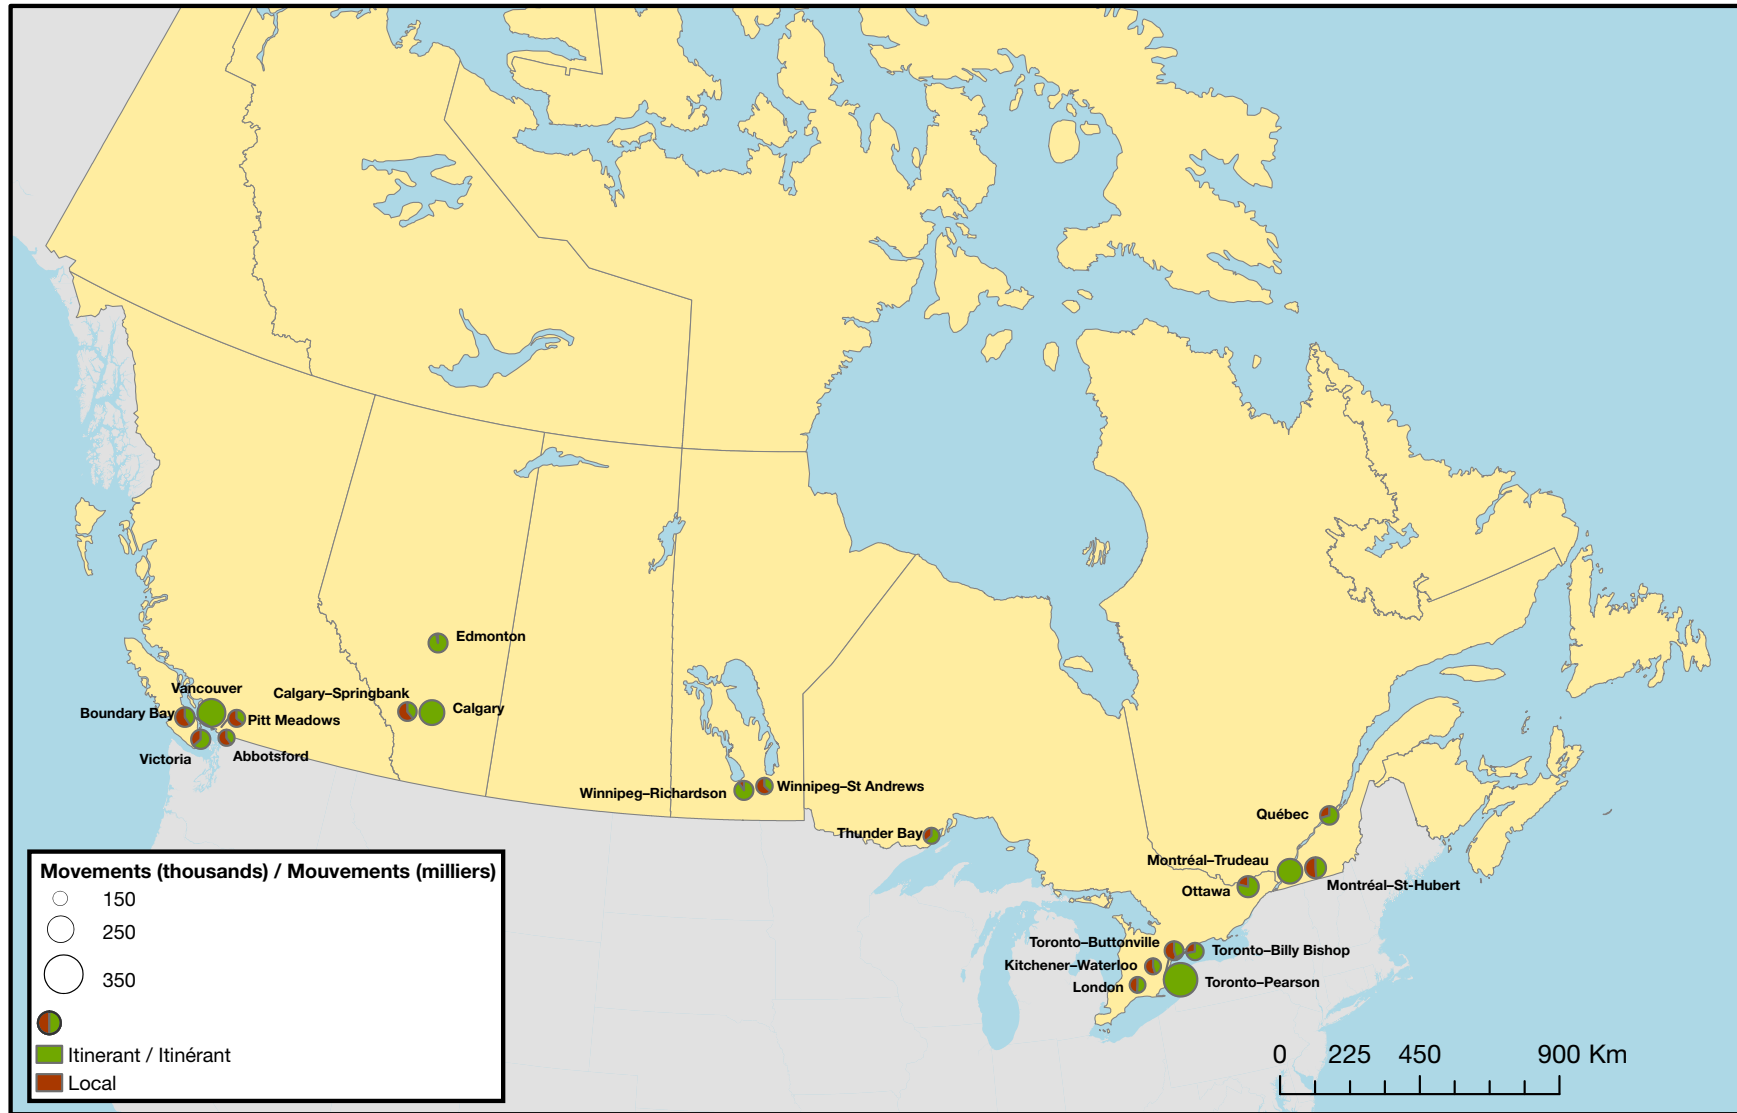 Edmonton
Vancouver
Calgary–Springbank
Calgary
Boundary Bay
Pitt Meadows
Victoria
Abbotsford
Winnipeg–Richardson
Winnipeg–St Andrews
Thunder Bay
Québec
Montréal–Trudeau
Ottawa
Montréal–St-Hubert
Toronto–Buttonville
Toronto–Billy Bishop
Kitchener–Waterloo
London
Toronto–Pearson
Movements (thousands) / Mouvements (milliers)
150
250
350
Itinerant / Itinérant
Local
0 225 450 900 Km